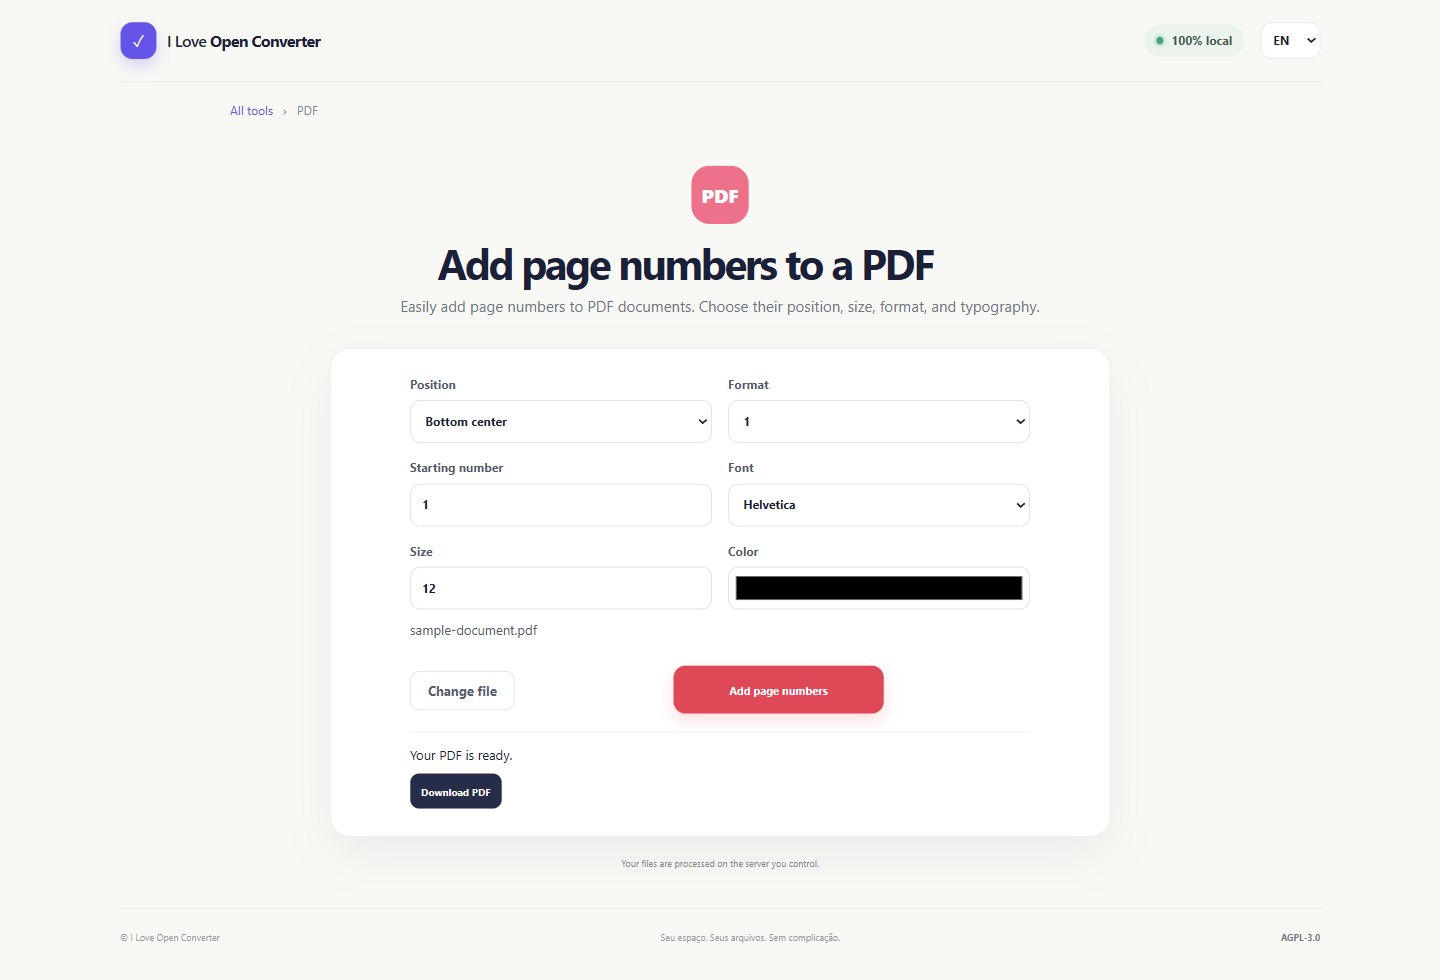 ✓ I Love Open Converter
100% local
EN
All tools › PDF
PDF
Add page numbers to a PDF
Easily add page numbers to PDF documents. Choose their position, size, format, and typography.
Position
Format
Bottom center
1
Starting number
Font
1
Helvetica
Size
Color
12
sample-document.pdf
Change file
Add page numbers
Your PDF is ready.
Download PDF
Your files are processed on the server you control.
© I Love Open Converter
Seu espaço. Seus arquivos. Sem complicação.
AGPL-3.0